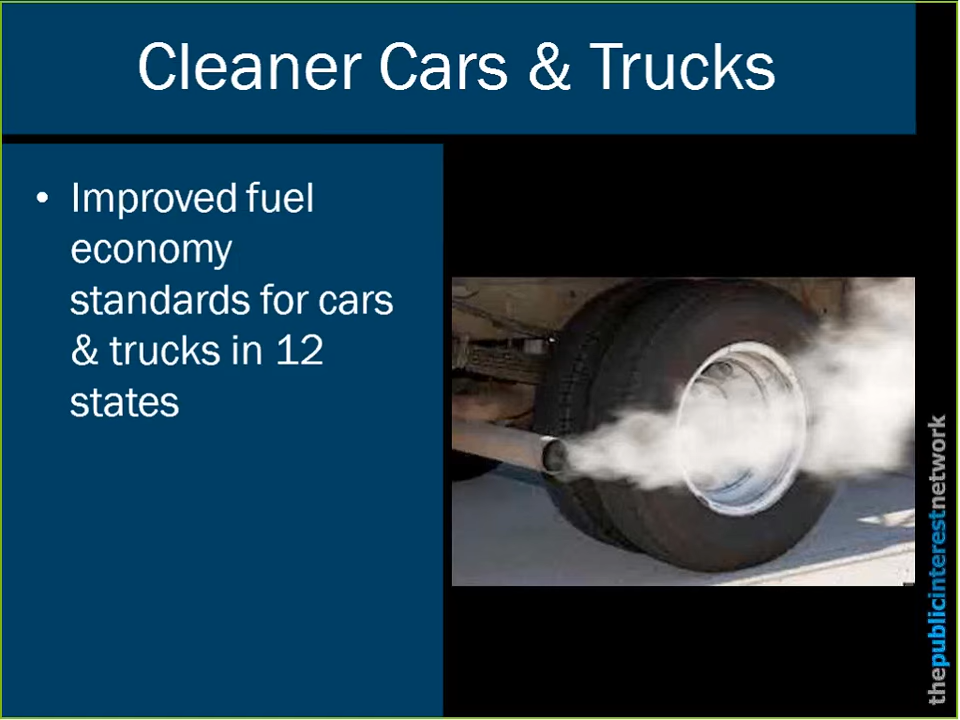 Cleaner Cars & Trucks
• Improved fuel
economy
standards for cars
& trucks in 12
states
thepublicinterestnetwork